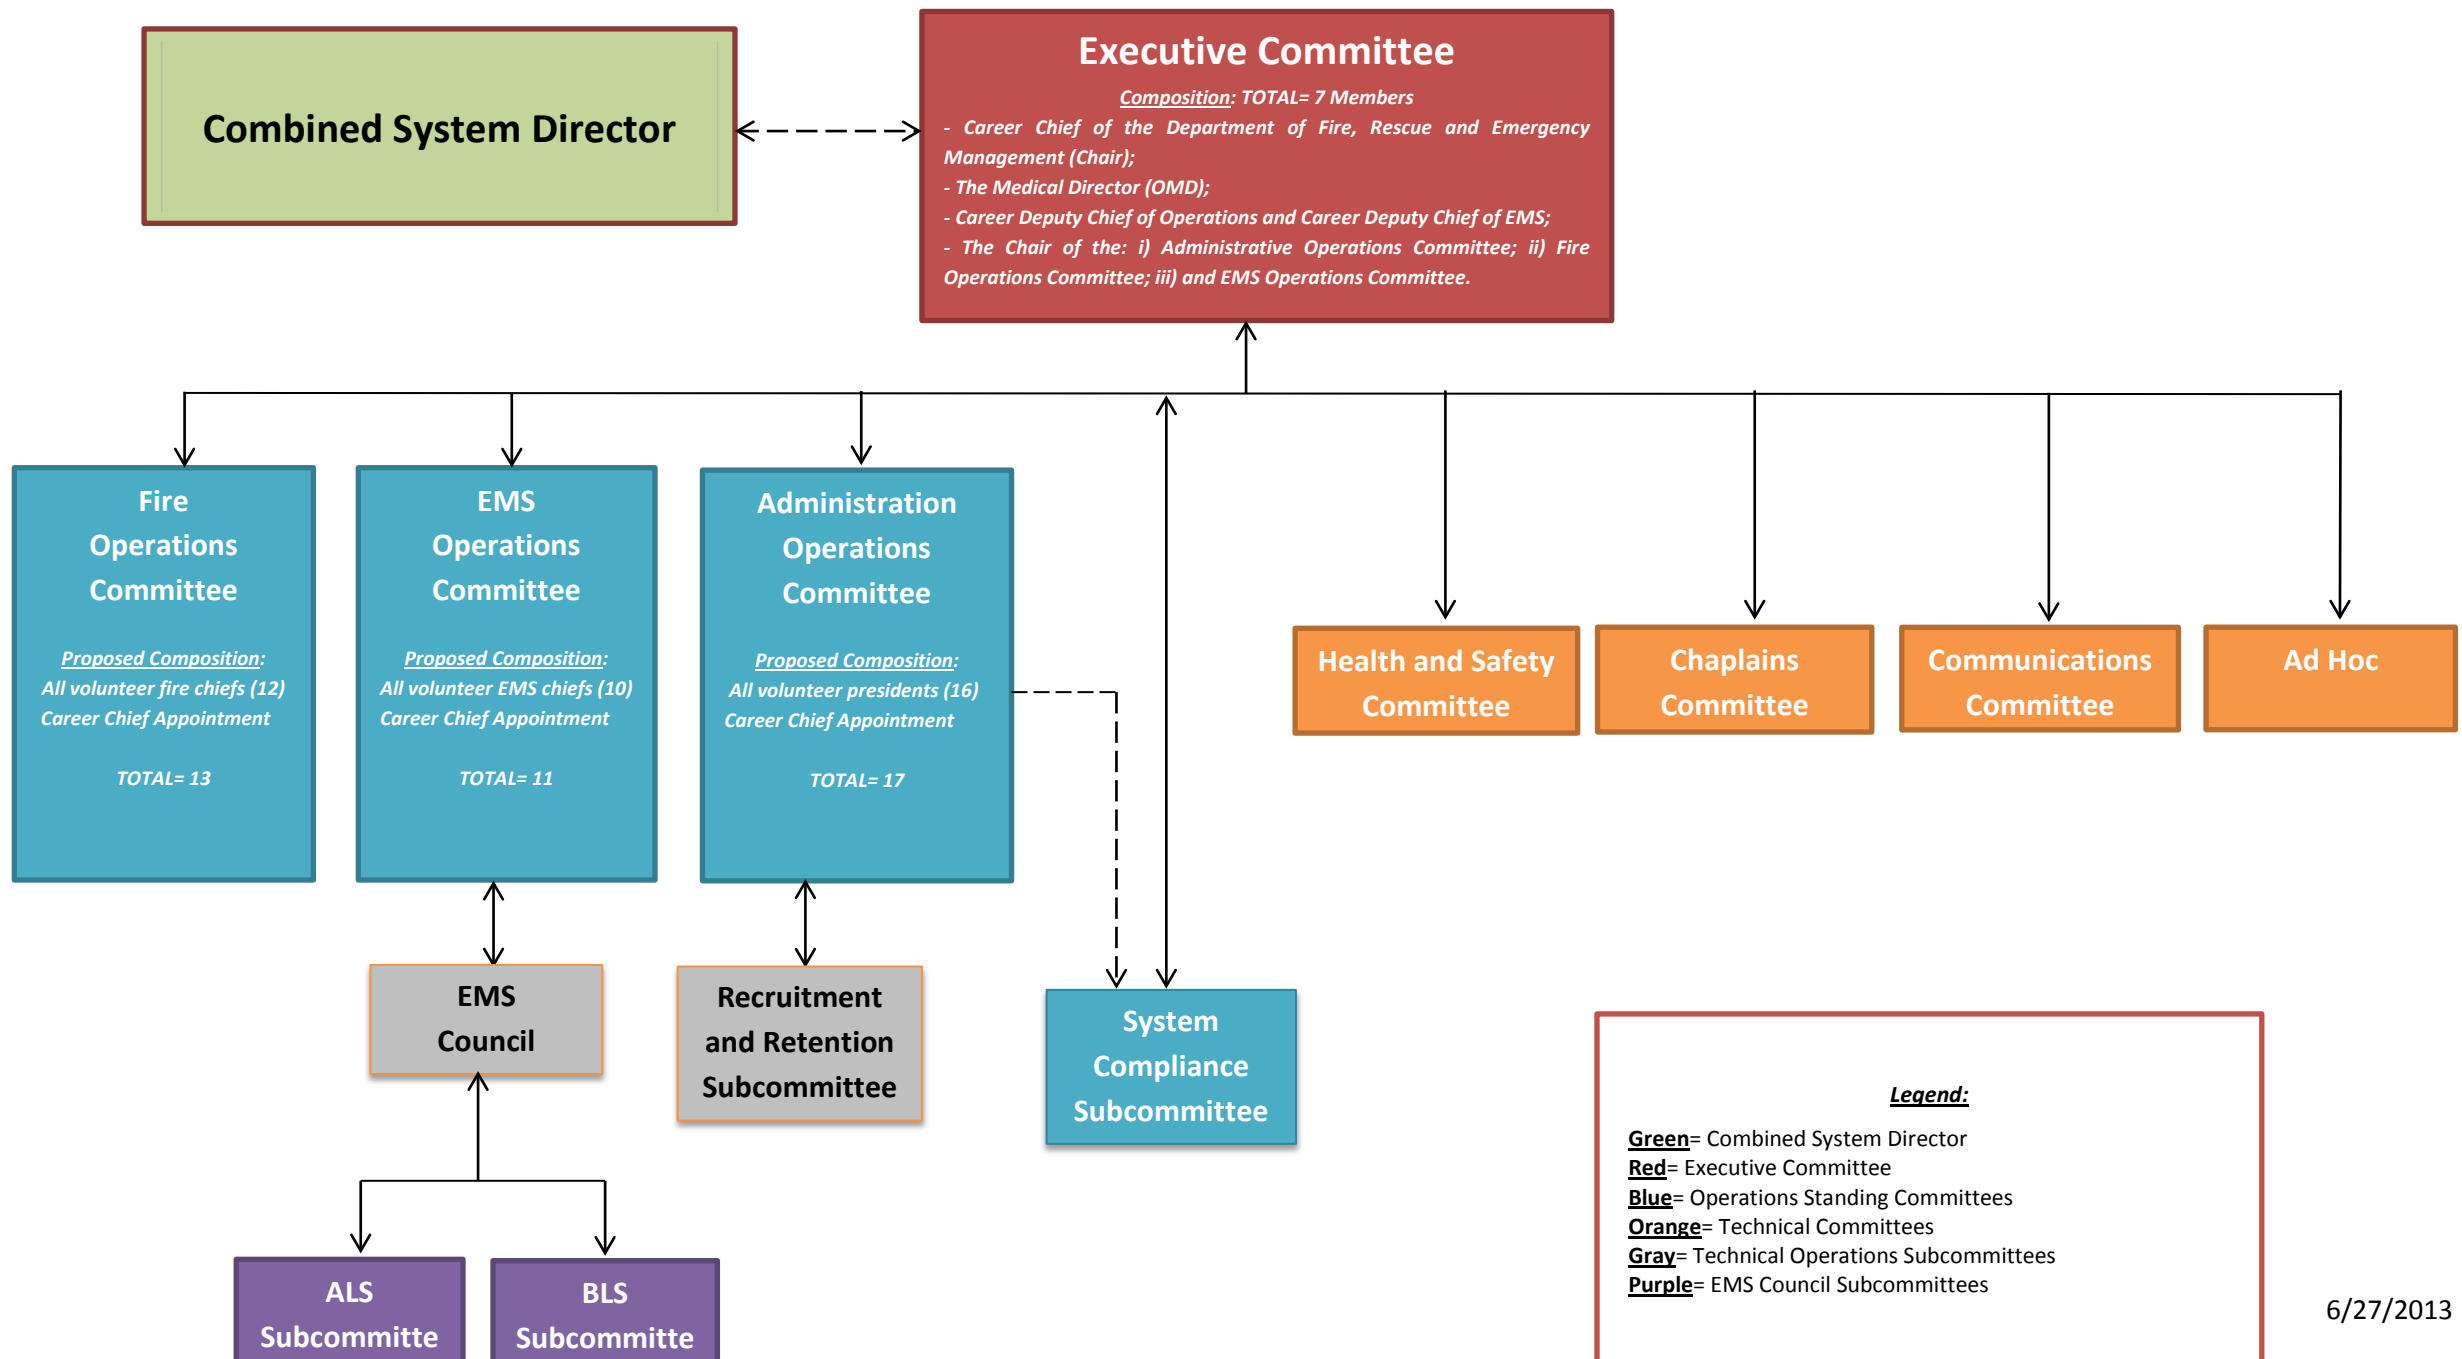 Combined System Director
Executive Committee
Composition: TOTAL= 7 Members
- Career Chief of the Department of Fire, Rescue and Emergency
Management (Chair);
- The Medical Director (OMD);
- Career Deputy Chief of Operations and Career Deputy Chief of EMS;
- The Chair of the: i) Administrative Operations Committee; ii) Fire
Operations Committee; iii) and EMS Operations Committee.
Fire
Operations
Committee
Proposed Composition:
All volunteer fire chiefs (12)
Career Chief Appointment
TOTAL= 13
EMS
Operations
Committee
Proposed Composition:
All volunteer EMS chiefs (10)
Career Chief Appointment
TOTAL= 11
Administration
Operations
Committee
Proposed Composition:
All volunteer presidents (16)
Career Chief Appointment
TOTAL= 17
Health and Safety
Committee
Chaplains
Committee
Communications
Committee
Ad Hoc
EMS
Council
Recruitment
and Retention
Subcommittee
System
Compliance
Subcommittee
ALS
Subcommitte
BLS
Subcommitte
Legend:
Green= Combined System Director
Red= Executive Committee
Blue= Operations Standing Committees
Orange= Technical Committees
Gray= Technical Operations Subcommittees
Purple= EMS Council Subcommittees
6/27/2013